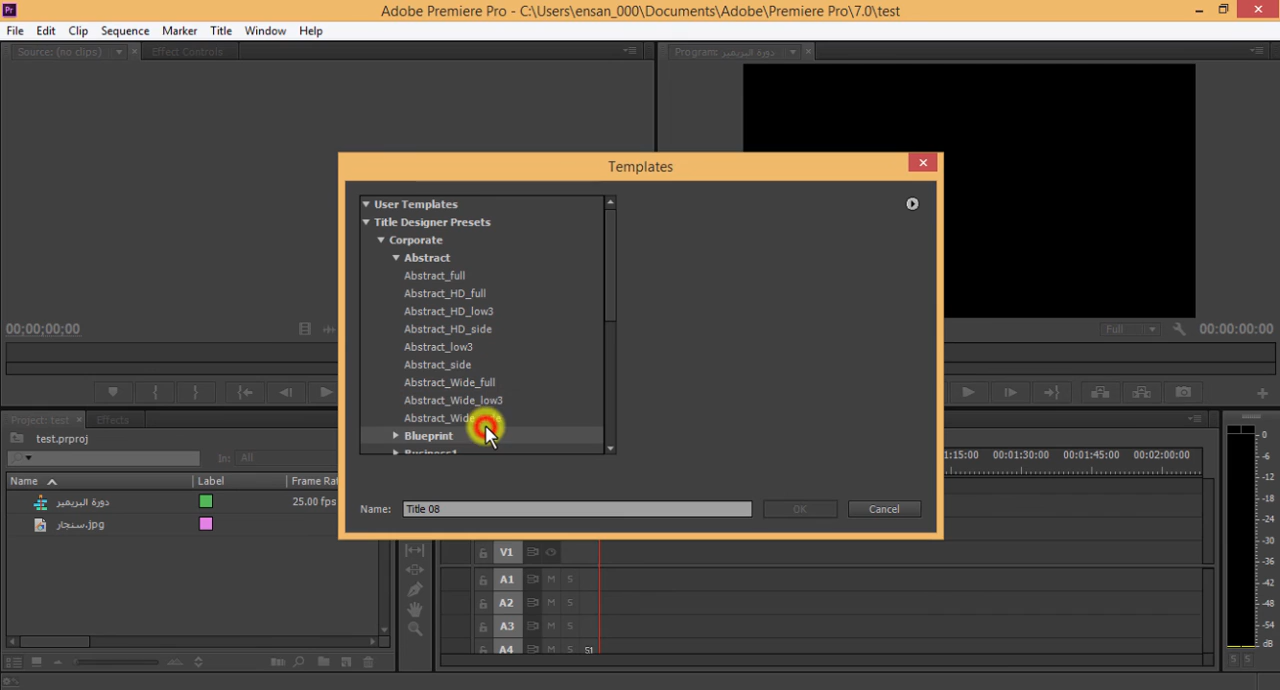 Pr
Adobe Premiere Pro - C:\Users\ensan_000\Documents\Adobe\Premiere Pro\7.0\test
File Edit Clip Sequence Marker Title Window Help
Source: (no clips) Effect Controls
Program: دورة البريمير
Templates
User Templates
Title Designer Presets
Corporate
Abstract
Abstract_full
Abstract_HD_full
Abstract_HD_low3
Abstract_HD_side
Abstract_low3
Abstract_side
Abstract_Wide_full
Abstract_Wide_low3
Blueprint
Business1
Name: Title 08
OK Cancel
00;00;00;00
Full
00:00:00:00
Project: test Effects
test.prproj
In: All
Name Label Frame Ra
دورة البريمير
25.00 fps
سنجار.jpg
:15:00 00:01:30:00 00:01:45:00 00:02:00:00
V1
A1 M S
A2 M S
A3 M S
A4 M S S1
0
-6
-12
-18
-24
-30
-36
-42
-48
-54
dB
S S